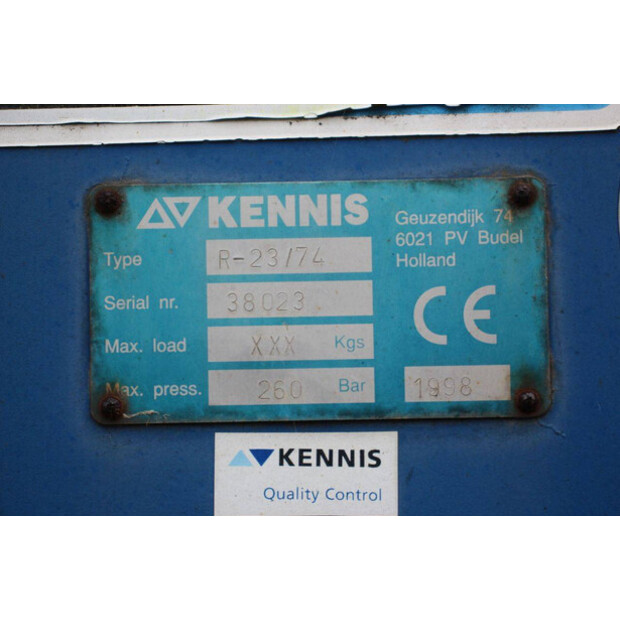 KENNIS
Geuzendijk 74
6021 PV Budel
Holland
Type R-23/74
Serial nr. 38023
Max. load XXX Kgs
Max. press. 260 Bar
CE
1998
KENNIS
Quality Control